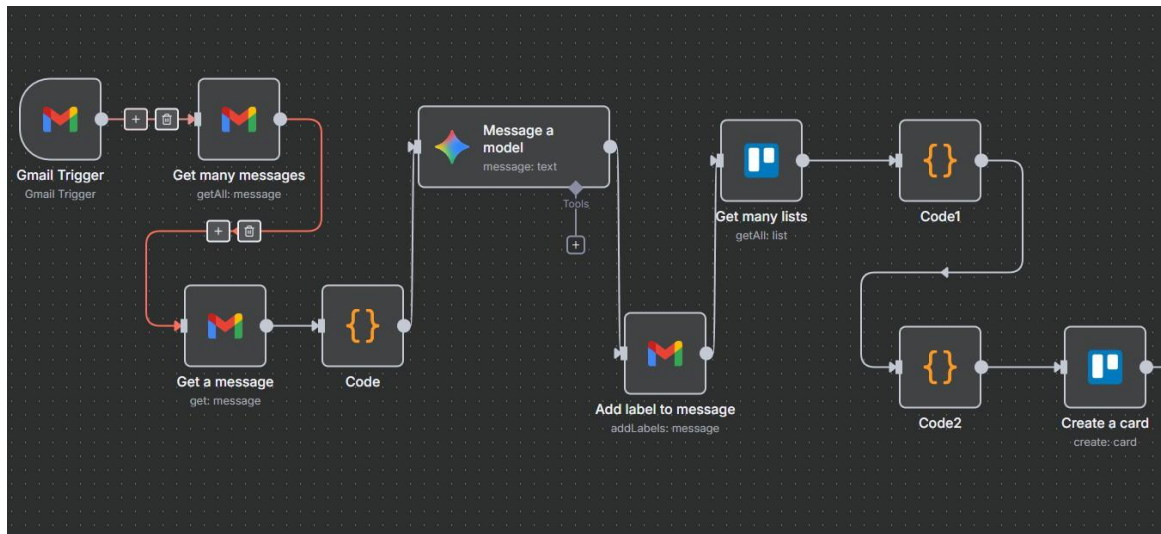 Gmail Trigger
Gmail Trigger
Get many messages
getAll: message
Get a message
get: message
{}
Code
Message a
model
message: text
Tools
Add label to message
addLabels: message
Get many lists
getAll: list
{}
Code1
{}
Code2
Create a card
create: card